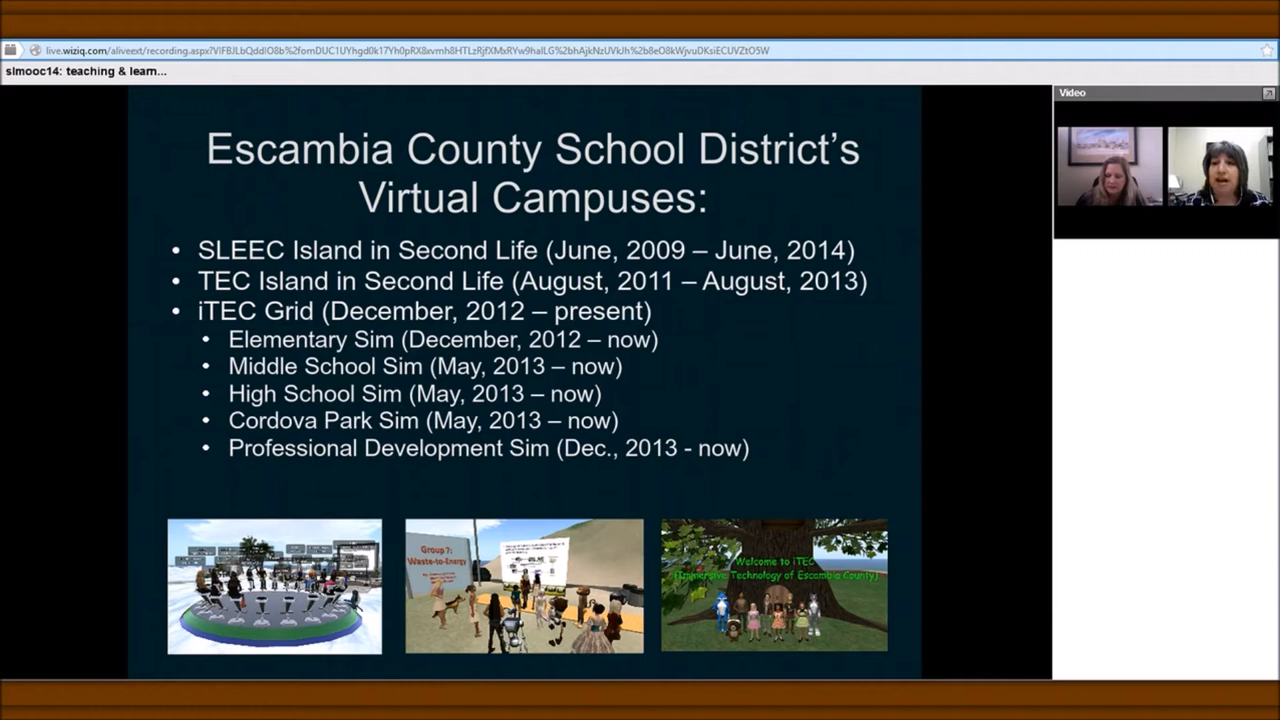 live.wiziq.com/aliveext/recording.aspx?
slmooc14: teaching & learn...
Video
Escambia County School District's
Virtual Campuses:
• SLEEC Island in Second Life (June, 2009 – June, 2014)
• TEC Island in Second Life (August, 2011 – August, 2013)
• iTEC Grid (December, 2012 – present)
• Elementary Sim (December, 2012 – now)
• Middle School Sim (May, 2013 – now)
• High School Sim (May, 2013 – now)
• Cordova Park Sim (May, 2013 – now)
• Professional Development Sim (Dec., 2013 - now)
Group 7:
Waste-to-Energy
Welcome to iTEC
(Immersive Technology of Escambia County)